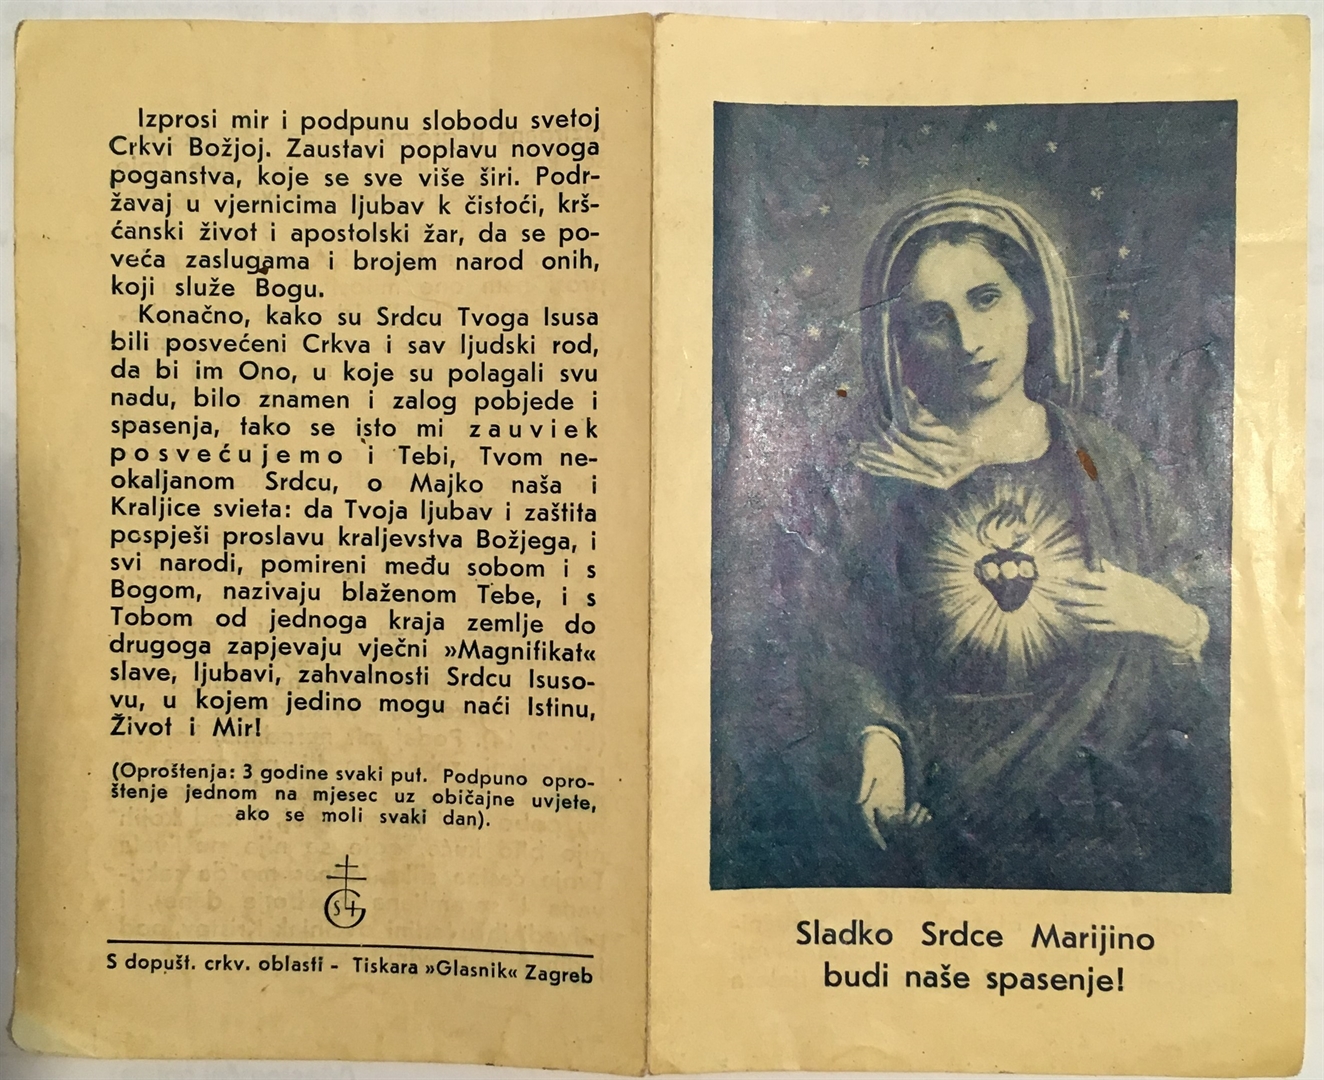 Izprosi mir i podpunu slobodu svetoj
Crkvi Božjoj. Zaustavi poplavu novoga
poganstva, koje se sve više širi. Podr-
žavaj u vjernicima ljubav k čistoći, krš-
ćanski život i apostolski žar, da se po-
veća zaslugama i brojem narod onih,
koji služe Bogu.
Konačno, kako su Srdcu Tvoga Isusa
bili posvećeni Crkva i sav ljudski rod,
da bi im Ono, u koje su polagali svu
nadu, bilo znamen i zalog pobjede i
spasenja, tako se isto mi zauviek
posvećujemo i Tebi, Tvom ne-
okaljanom Srdcu, o Majko naša i
Kraljice svieta: da Tvoja ljubav i zaštita
pospješi proslavu kraljevstva Božjega, i
svi narodi, pomireni među sobom i s
Bogom, nazivaju blaženom Tebe, i s
Tobom od jednoga kraja zemlje do
drugoga zapjevaju vječni »Magnifikat«
slave, ljubavi, zahvalnosti Srdcu Isuso-
vu, u kojem jedino mogu naći Istinu,
Život i Mir!
(Oproštenja: 3 godine svaki put. Podpuno opro-
štenje jednom na mjesec uz običajne uvjete,
ako se moli svaki dan).
S dopušt. crkv. oblasti - Tiskara »Glasnik« Zagreb
Sladko Srdce Marijino
budi naše spasenje!